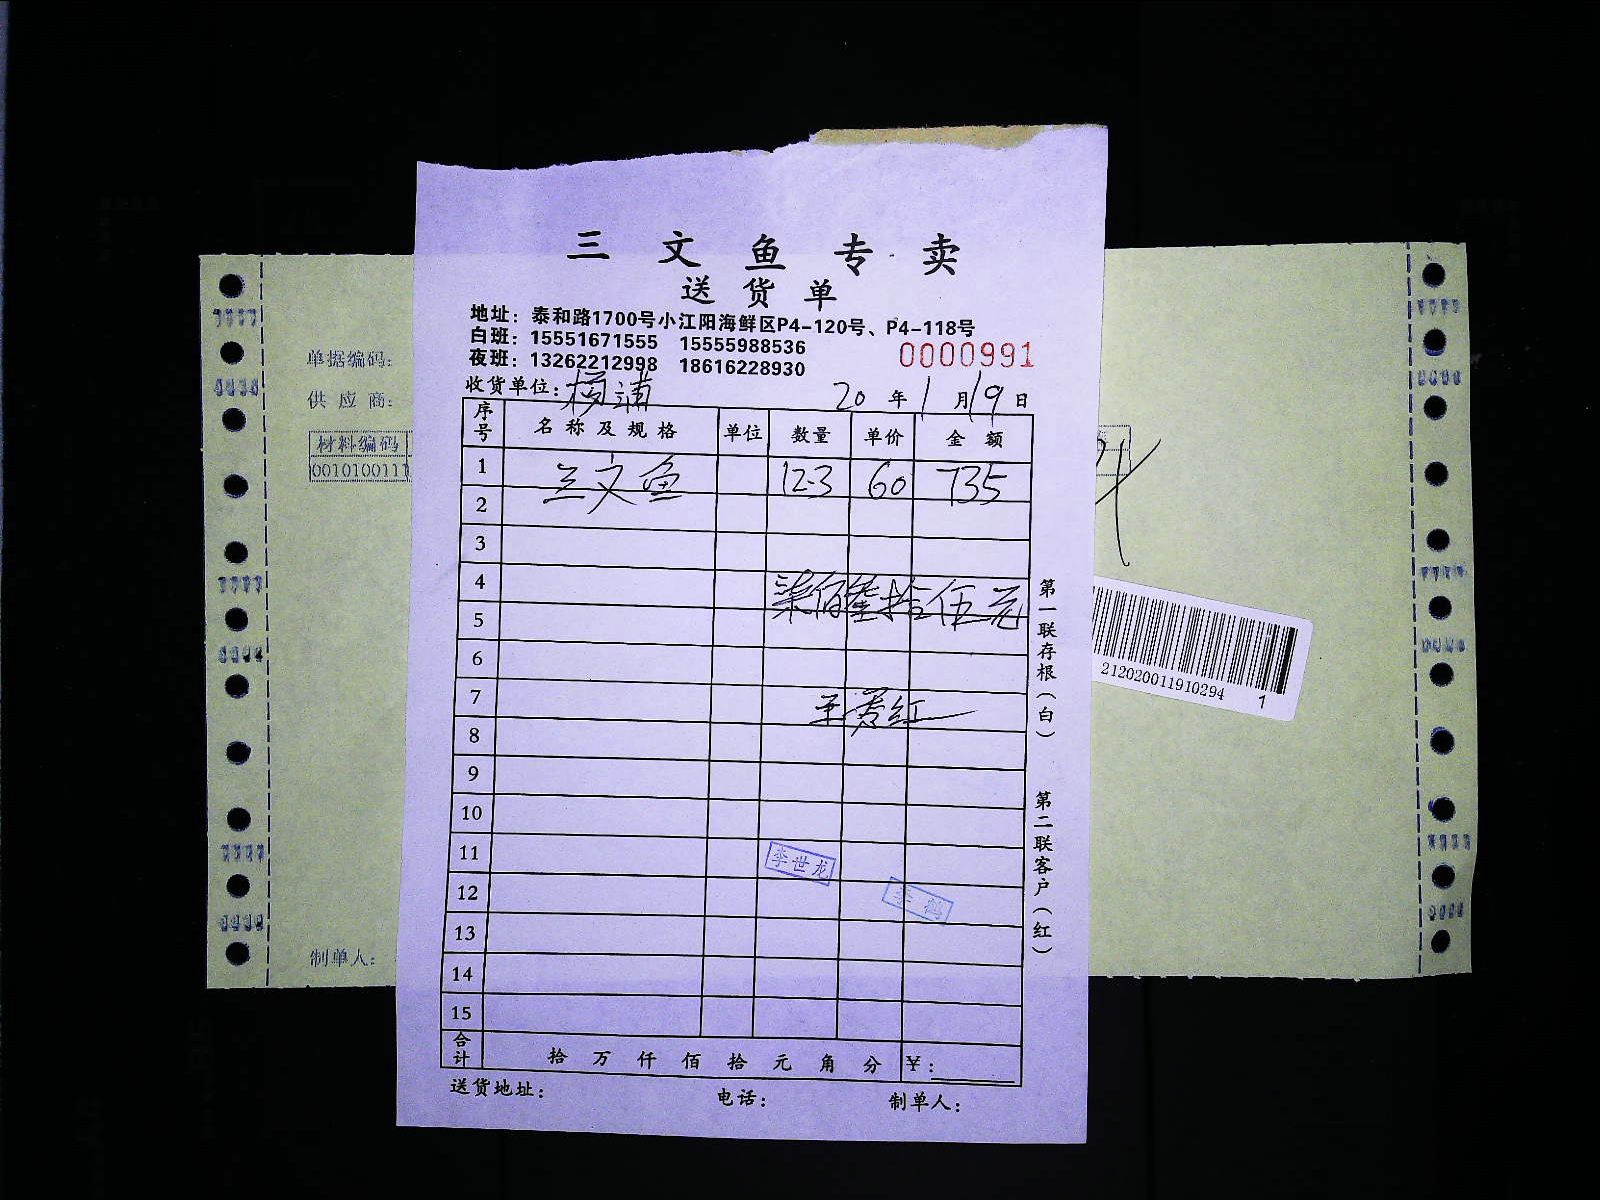 三文鱼专卖
送货单
地址：泰和路1700号小江阳海鲜区P4-120号、P4-118号
白班：15551671555 15555988536
夜班：13262212998 18616228930
0000991
收货单位：杨浦 20年1月19日
序号 名称及规格 单位 数量 单价 金额
1 三文鱼 12-3 60 735
2
3
4
柒佰叁拾伍元
5
6
7
8
9
10
11 李世龙
12 李鹤
13
14
15
合计 拾万仟佰拾元角分 ¥：
送货地址： 电话： 制单人：
第一联存根（白）
第二联客户（红）
单据编码：
供应商：
材料编码
0010100111
制单人：
212020011910294 1